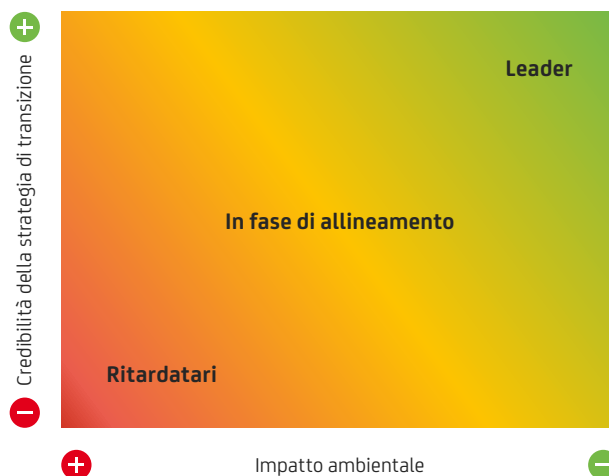 Credibilità della strategia di transizione
Leader
In fase di allineamento
Ritardatari
Impatto ambientale